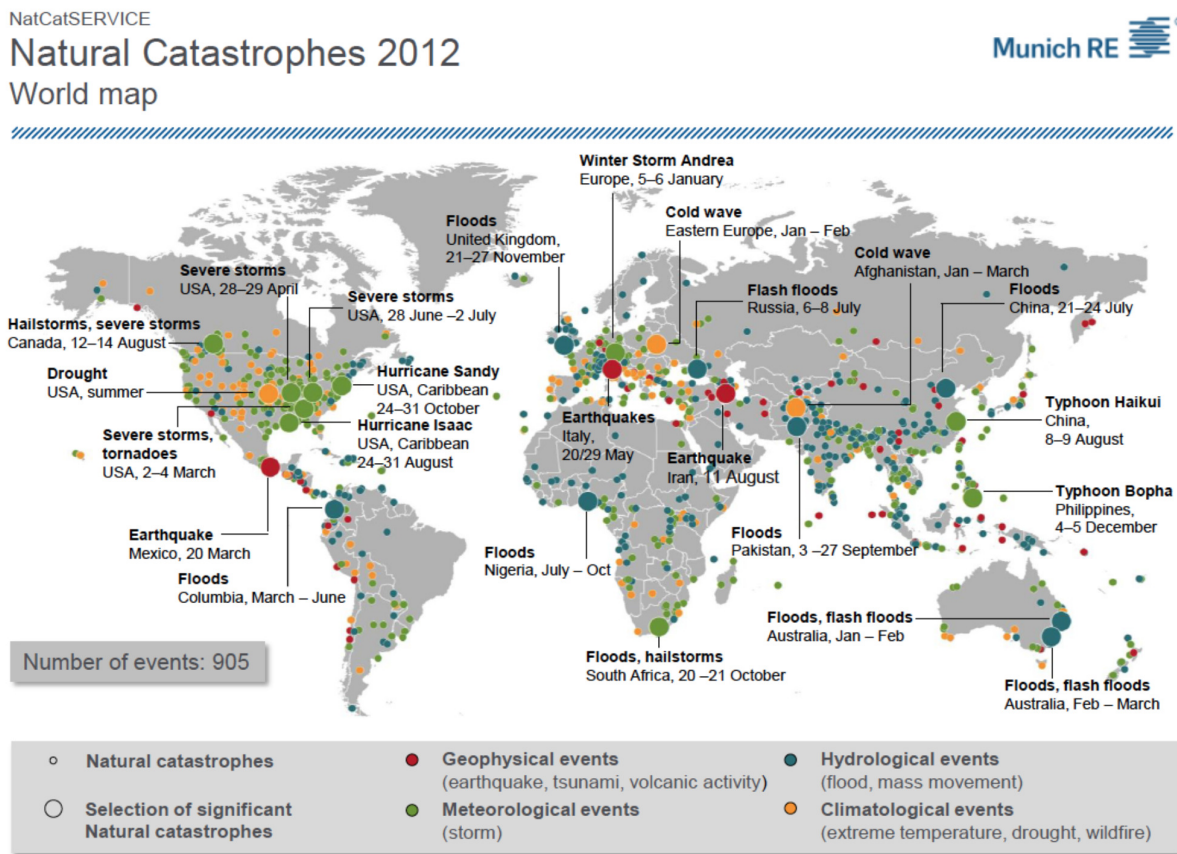 NatCatSERVICE
Natural Catastrophes 2012
World map
Munich RE
Winter Storm Andrea
Europe, 5–6 January
Cold wave
Eastern Europe, Jan – Feb
Floods
United Kingdom,
21–27 November
Cold wave
Afghanistan, Jan – March
Severe storms
USA, 28–29 April
Severe storms
USA, 28 June –2 July
Flash floods
Russia, 6–8 July
Floods
China, 21–24 July
Hailstorms, severe storms
Canada, 12–14 August
Drought
USA, summer
Hurricane Sandy
USA, Caribbean
24–31 October
Hurricane Isaac
USA, Caribbean
24–31 August
Severe storms,
tornadoes
USA, 2–4 March
Earthquakes
Italy,
20/29 May
Earthquake
Iran, 11 August
Typhoon Haikui
China,
8–9 August
Typhoon Bopha
Philippines,
4–5 December
Earthquake
Mexico, 20 March
Floods
Columbia, March – June
Floods
Nigeria, July – Oct
Floods
Pakistan, 3 –27 September
Floods, flash floods
Australia, Jan – Feb
Floods, hailstorms
South Africa, 20 –21 October
Floods, flash floods
Australia, Feb – March
Number of events: 905
Natural catastrophes
Selection of significant
Natural catastrophes
Geophysical events
(earthquake, tsunami, volcanic activity)
Meteorological events
(storm)
Hydrological events
(flood, mass movement)
Climatological events
(extreme temperature, drought, wildfire)